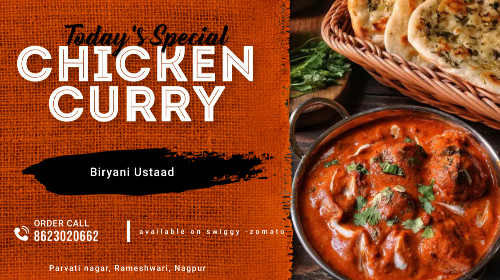 Today's Special
CHICKEN
CURRY
Biryani Ustaad
ORDER CALL
8623020662
available on swiggy -zomato
Parvati nagar, Rameshwari, Nagpur